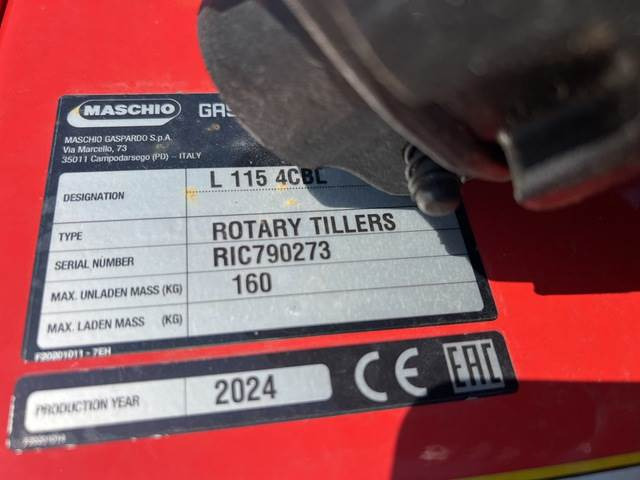 MASCHIO GAS
MASCHIO GASPARDO S.p.A.
Via Marcello, 73
35011 Campodarsego (PD) - ITALY
DESIGNATION L 115 4CBL
TYPE ROTARY TILLERS
SERIAL NUMBER RIC790273
MAX. UNLADEN MASS (KG) 160
MAX. LADEN MASS (KG)
F20201011 - 7EH
PRODUCTION YEAR 2024 CE EAC